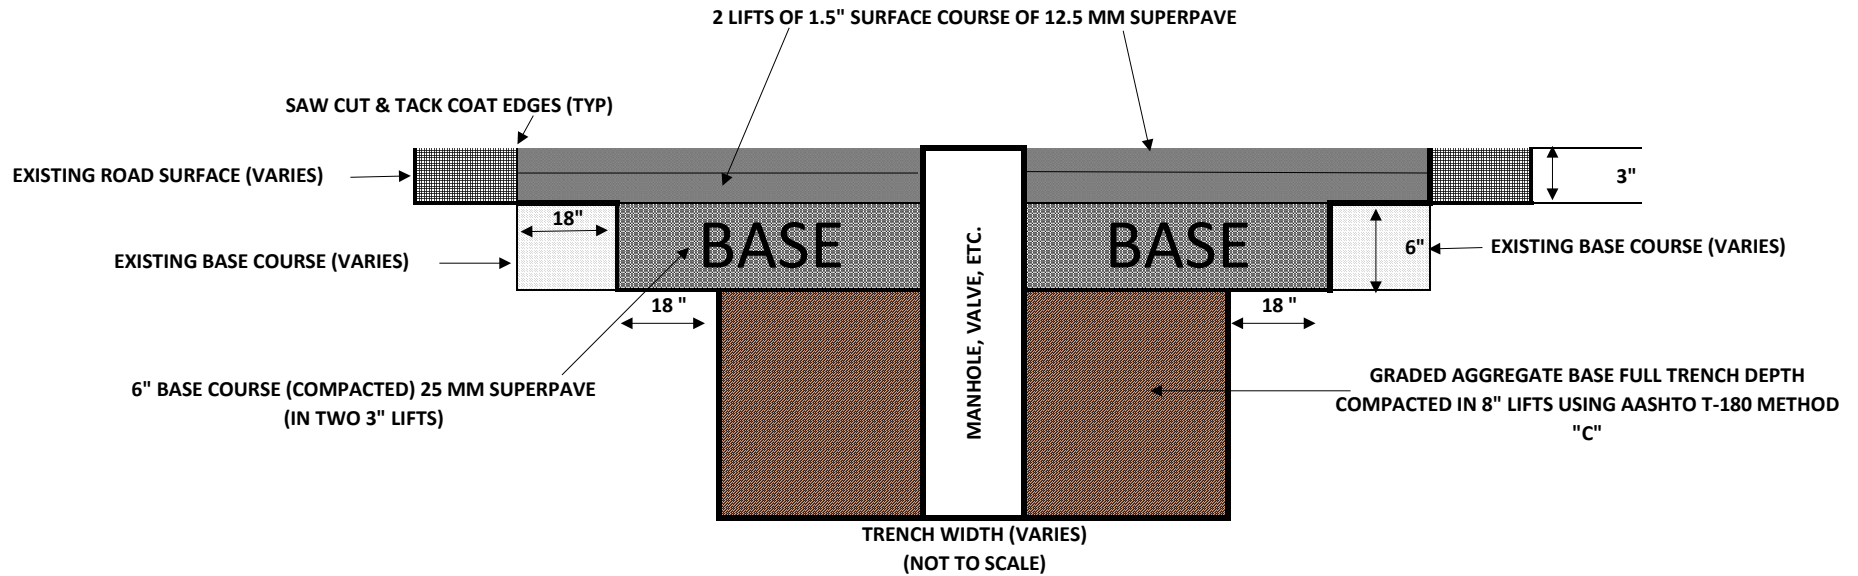 2 LIFTS OF 1.5" SURFACE COURSE OF 12.5 MM SUPERPAVE
SAW CUT & TACK COAT EDGES (TYP)
EXISTING ROAD SURFACE (VARIES)
3"
18"
BASE
BASE
6"
EXISTING BASE COURSE (VARIES)
EXISTING BASE COURSE (VARIES)
MANHOLE, VALVE, ETC.
18 "
18 "
6" BASE COURSE (COMPACTED) 25 MM SUPERPAVE
(IN TWO 3" LIFTS)
GRADED AGGREGATE BASE FULL TRENCH DEPTH
COMPACTED IN 8" LIFTS USING AASHTO T-180 METHOD
"C"
TRENCH WIDTH (VARIES)
(NOT TO SCALE)